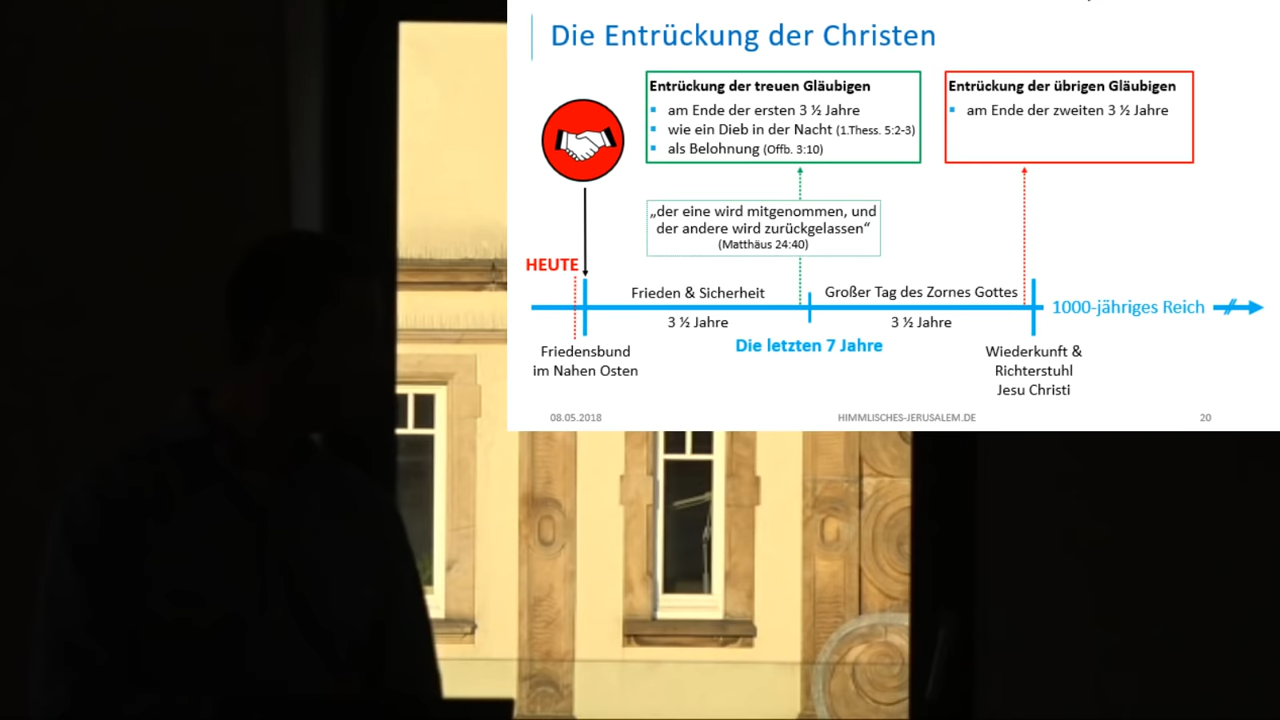 Die Entrückung der Christen
Entrückung der treuen Gläubigen
am Ende der ersten 3 ½ Jahre
wie ein Dieb in der Nacht (1.Thess. 5:2-3)
als Belohnung (Offb. 3:10)
Entrückung der übrigen Gläubigen
am Ende der zweiten 3 ½ Jahre
„der eine wird mitgenommen, und
der andere wird zurückgelassen“
(Matthäus 24:40)
HEUTE
Frieden & Sicherheit
Großer Tag des Zornes Gottes
1000-jähriges Reich
3 ½ Jahre
3 ½ Jahre
Die letzten 7 Jahre
Friedensbund
im Nahen Osten
Wiederkunft &
Richterstuhl
Jesu Christi
08.05.2018
HIMMLISCHES-JERUSALEM.DE
20